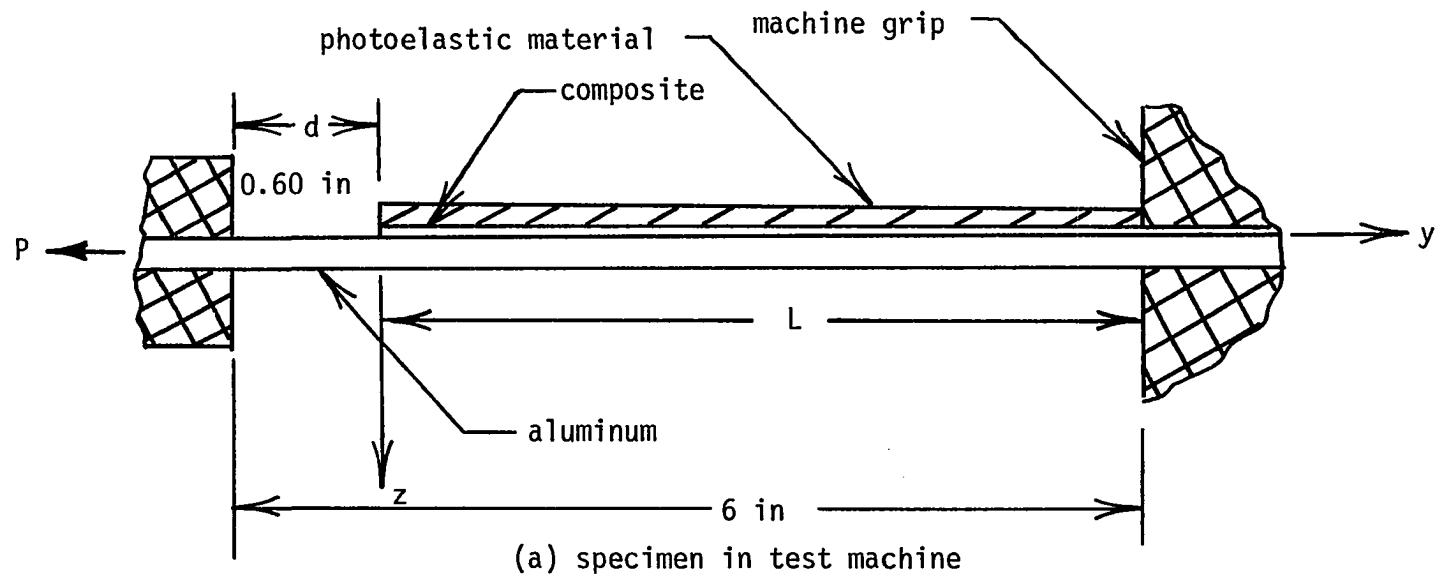 machine grip
photoelastic material
composite
d
0.60 in
P
y
L
aluminum
z
6 in
(a) specimen in test machine